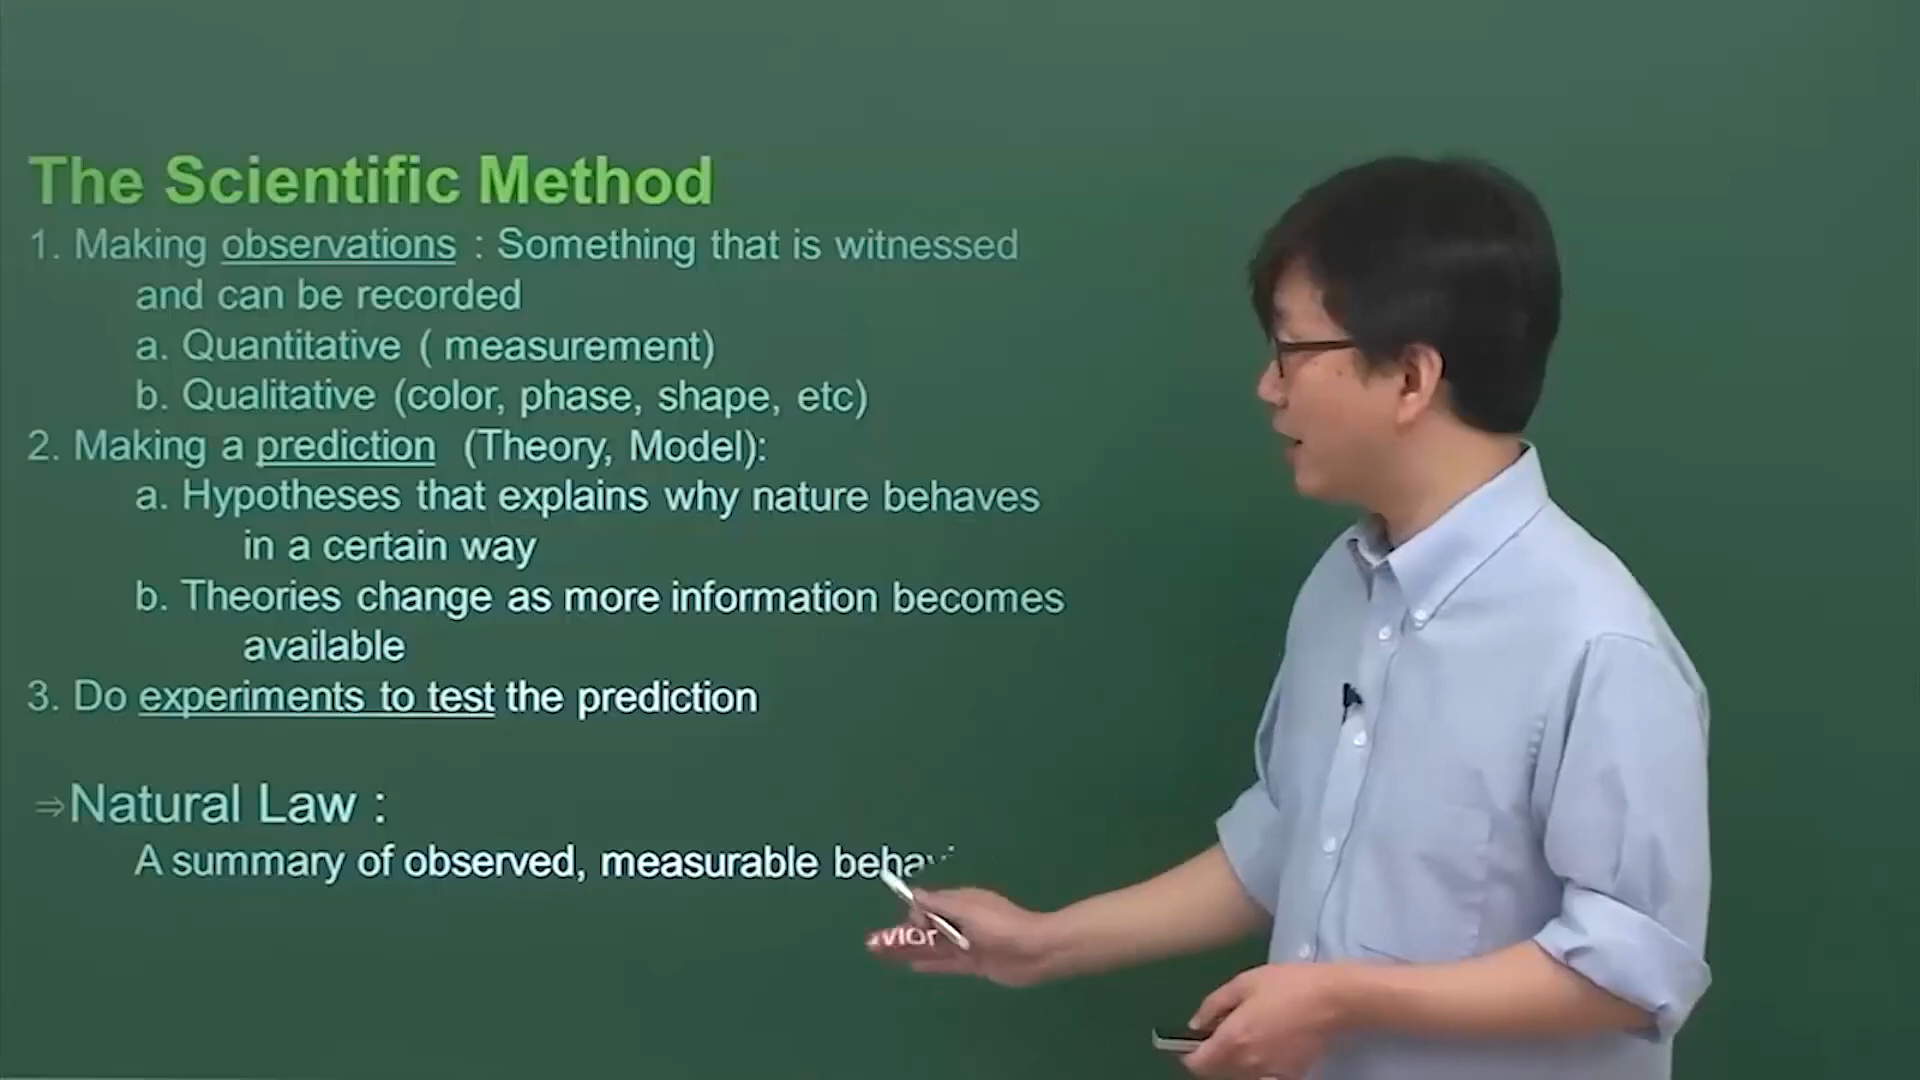 The Scientific Method
1. Making observations : Something that is witnessed
and can be recorded
a. Quantitative ( measurement)
b. Qualitative (color, phase, shape, etc)
2. Making a prediction (Theory, Model):
a. Hypotheses that explains why nature behaves
in a certain way
b. Theories change as more information becomes
available
3. Do experiments to test the prediction
⇒Natural Law :
A summary of observed, measurable behavior